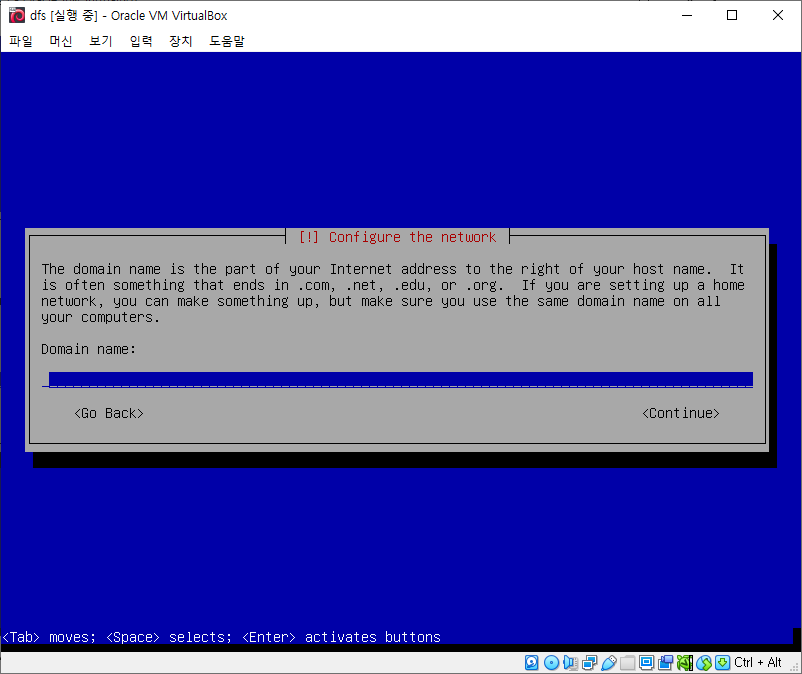 dfs [실행 중] - Oracle VM VirtualBox
파일 머신 보기 입력 장치 도움말
[!] Configure the network
The domain name is the part of your Internet address to the right of your host name.  It
is often something that ends in .com, .net, .edu, or .org.  If you are setting up a home
network, you can make something up, but make sure you use the same domain name on all
your computers.
Domain name:
<Go Back> <Continue>
<Tab> moves; <Space> selects; <Enter> activates buttons
Ctrl + Alt